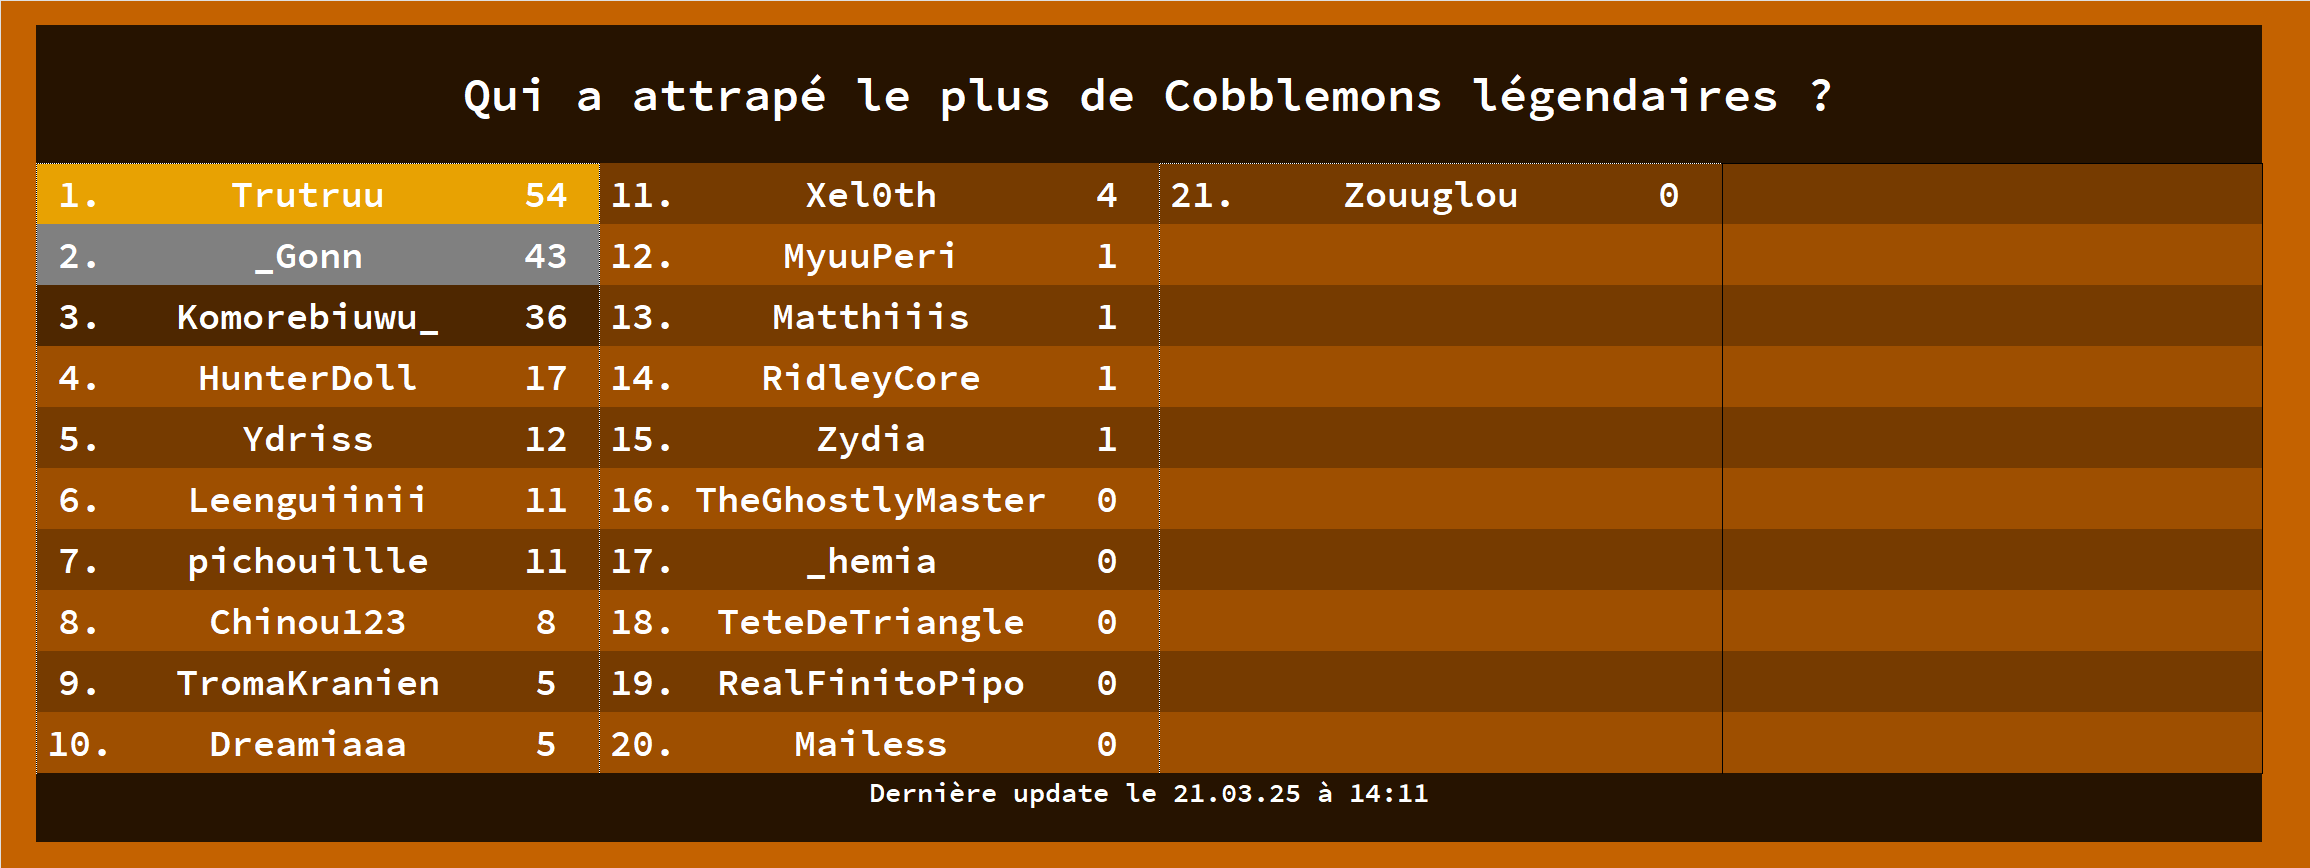 Qui a attrapé le plus de Cobblemons légendaires ?
1. Trutruu 54
2. _Gonn 43
3. Komorebiuwu_ 36
4. HunterDoll 17
5. Ydriss 12
6. Leenguiinii 11
7. pichouillle 11
8. Chinou123 8
9. TromaKranien 5
10. Dreamiaaa 5
11. Xel0th 4
12. MyuuPeri 1
13. Matthiiis 1
14. RidleyCore 1
15. Zydia 1
16. TheGhostlyMaster 0
17. _hemia 0
18. TeteDeTriangle 0
19. RealFinitoPipo 0
20. Mailess 0
21. Zouuglou 0
Dernière update le 21.03.25 à 14:11